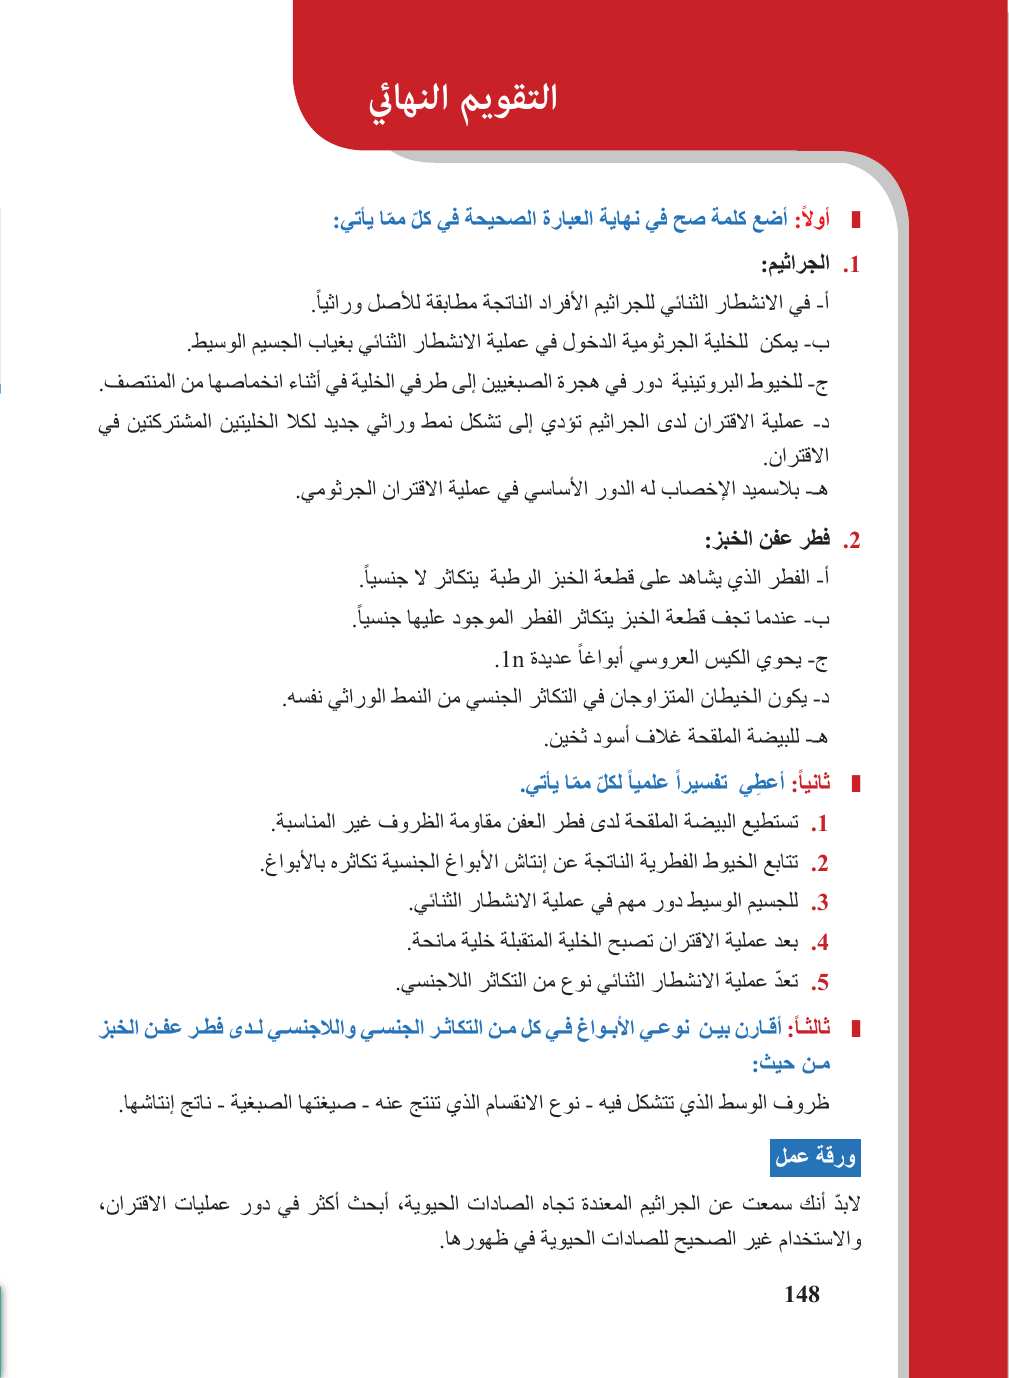 التقويم النهائي
أولاً: أضع كلمة صح في نهاية العبارة الصحيحة في كلّ ممّا يأتي:
1. الجراثيم:
أ- في الانشطار الثنائي للجراثيم الأفراد الناتجة مطابقة للأصل وراثياً.
ب- يمكن للخلية الجرثومية الدخول في عملية الانشطار الثنائي بغياب الجسيم الوسيط.
ج- للخيوط البروتينية دور في هجرة الصبغيين إلى طرفي الخلية في أثناء انخماصها من المنتصف.
د- عملية الاقتران لدى الجراثيم تؤدي إلى تشكل نمط وراثي جديد لكلا الخليتين المشتركتين في
الاقتران.
هـ- بلاسميد الإخصاب له الدور الأساسي في عملية الاقتران الجرثومي.
2. فطر عفن الخبز:
أ- الفطر الذي يشاهد على قطعة الخبز الرطبة يتكاثر لا جنسياً.
ب- عندما تجف قطعة الخبز يتكاثر الفطر الموجود عليها جنسياً.
ج- يحوي الكيس العروسي أبواغاً عديدة 1n.
د- يكون الخيطان المتزاوجان في التكاثر الجنسي من النمط الوراثي نفسه.
هـ- للبيضة الملقحة غلاف أسود ثخين.
ثانياً: أعطِي تفسيراً علمياً لكلّ ممّا يأتي.
1. تستطيع البيضة الملقحة لدى فطر العفن مقاومة الظروف غير المناسبة.
2. تتابع الخيوط الفطرية الناتجة عن إنتاش الأبواغ الجنسية تكاثره بالأبواغ.
3. للجسيم الوسيط دور مهم في عملية الانشطار الثنائي.
4. بعد عملية الاقتران تصبح الخلية المتقبلة خلية مانحة.
5. تعدّ عملية الانشطار الثنائي نوع من التكاثر اللاجنسي.
ثالثاً: أقارن بين نوعي الأبواغ في كل من التكاثر الجنسي واللاجنسي لدى فطر عفن الخبز
من حيث:
ظروف الوسط الذي تتشكل فيه - نوع الانقسام الذي تنتج عنه - صيغتها الصبغية - ناتج إنتاشها.
ورقة عمل
لابدّ أنك سمعت عن الجراثيم المعندة تجاه الصادات الحيوية، أبحث أكثر في دور عمليات الاقتران،
والاستخدام غير الصحيح للصادات الحيوية في ظهورها.
148